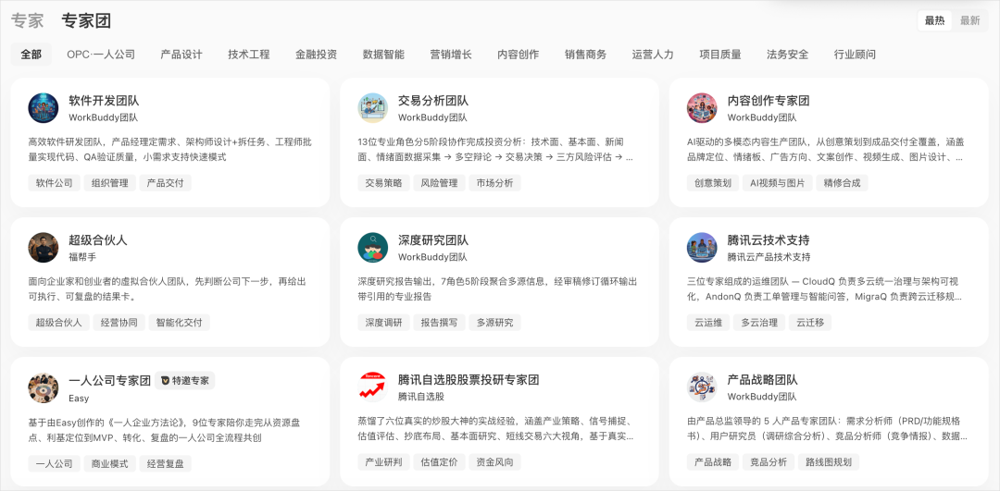 专家 专家团 最热 最新
全部 OPC·一人公司 产品设计 技术工程 金融投资 数据智能 营销增长 内容创作 销售商务 运营人力 项目质量 法务安全 行业顾问
软件开发团队
WorkBuddy团队
高效软件研发团队，产品经理定需求、架构师设计+拆任务、工程师批
量实现代码、QA验证质量，小需求支持快速模式
软件公司 组织管理 产品交付
交易分析团队
WorkBuddy团队
13位专业角色分5阶段协作完成投资分析：技术面、基本面、新闻
面、情绪面数据采集 → 多空辩论 → 交易决策 → 三方风险评估 → ...
交易策略 风险管理 市场分析
内容创作专家团
WorkBuddy团队
AI驱动的多模态内容生产团队，从创意策划到成品交付全覆盖，涵盖
品牌定位、情绪板、广告方向、文案创作、视频生成、图片设计、...
创意策划 AI视频与图片 精修合成
超级合伙人
福帮手
面向企业家和创业者的虚拟合伙人团队，先判断公司下一步，再给出
可执行、可复盘的结果卡。
超级合伙人 经营协同 智能化交付
深度研究团队
WorkBuddy团队
深度研究报告输出，7角色5阶段聚合多源信息，经审稿修订循环输出
带引用的专业报告
深度调研 报告撰写 多源研究
腾讯云技术支持
腾讯云产品技术支持
三位专家组成的运维团队 — CloudQ 负责多云统一治理与架构可视
化，AndonQ 负责工单管理与智能问答，MigraQ 负责跨云迁移规...
云运维 多云治理 云迁移
一人公司专家团 特邀专家
Easy
基于由Easy创作的《一人企业方法论》，9位专家陪你走完从资源盘
点、利基定位到MVP、转化、复盘的一人公司全流程共创
一人公司 商业模式 经营复盘
腾讯自选股股票投研专家团
腾讯自选股
蒸馏了六位真实的炒股大神的实战经验，涵盖产业策略、信号捕捉、
估值评估、抄底布局、基本面研究、短线交易六大视角，基于真实...
产业研判 估值定价 资金风向
产品战略团队
WorkBuddy团队
由产品总监领导的 5 人产品专家团队：需求分析师（PRD/功能规格
书）、用户研究员（调研综合分析）、竞品分析师（竞争情报）、数据...
产品战略 竞品分析 路线图规划